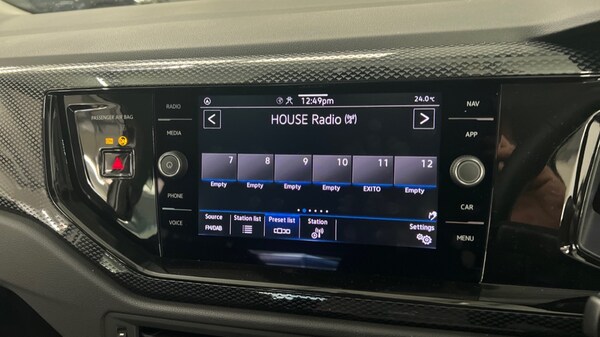 PASSENGER AIR BAG
RADIO
MEDIA
PHONE
VOICE
12:49pm
24.0°C
HOUSE Radio
7 8 9 10 11 12
Empty Empty Empty Empty EXITO Empty
Source Station list Preset list Station Settings
FM/DAB
NAV
APP
CAR
MENU